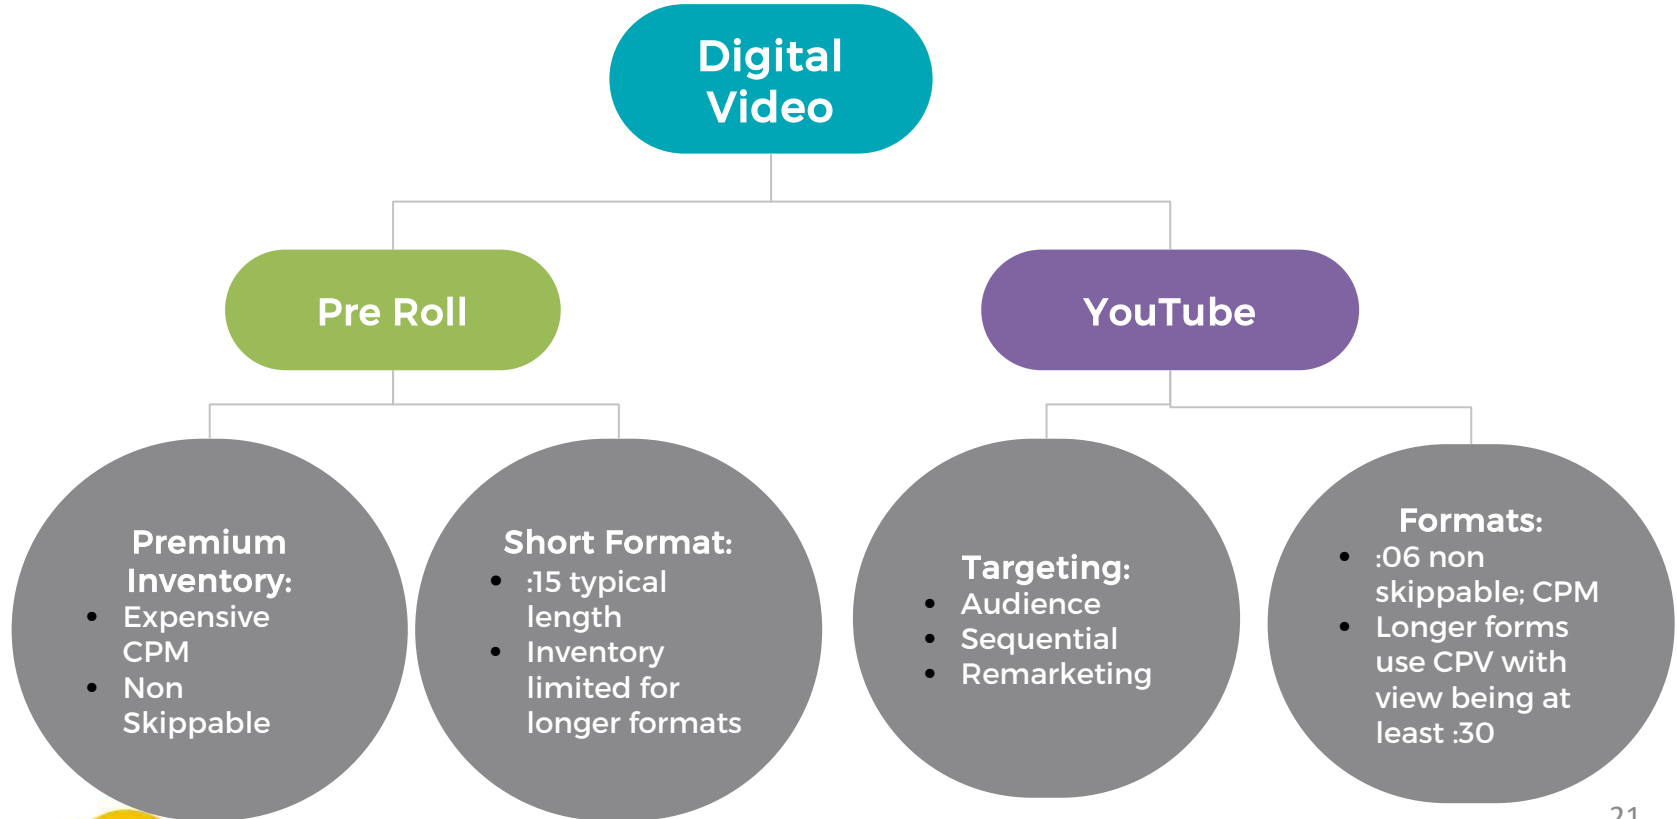 Digital
Video
Pre Roll
YouTube
Premium
Inventory:
• Expensive
CPM
• Non
Skippable
Short Format:
• :15 typical
length
• Inventory
limited for
longer formats
Targeting:
• Audience
• Sequential
• Remarketing
Formats:
• :06 non
skippable; CPM
• Longer forms
use CPV with
view being at
least :30
21